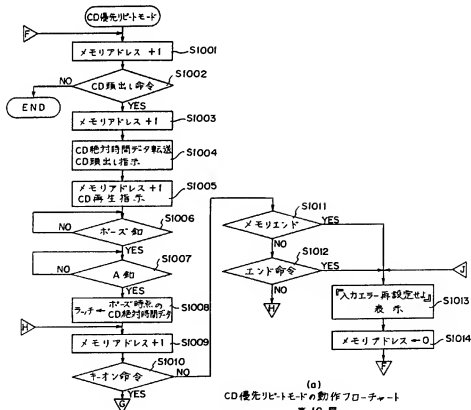 CD優先リピートモード
F
メモリアドレス +1
S1001
CD頭出し命令
S1002
NO
YES
END
メモリアドレス +1
S1003
CD絶対時間データ転送
CD頭出し指示
S1004
メモリアドレス+1
CD再生指示
S1005
ポーズ釦
S1006
NO
YES
A釦
S1007
NO
YES
ラッチ←ポーズ時点の
CD絶対時間データ
S1008
H
メモリアドレス+1
S1009
キーオン命令
S1010
NO
YES
G
メモリエンド
S1011
YES
NO
エンド命令
S1012
YES
NO
H
J
『入力エラー再設定せよ』
表示
S1013
メモリアドレス←0
S1014
F
(a)
CD優先リピートモードの動作フローチャート